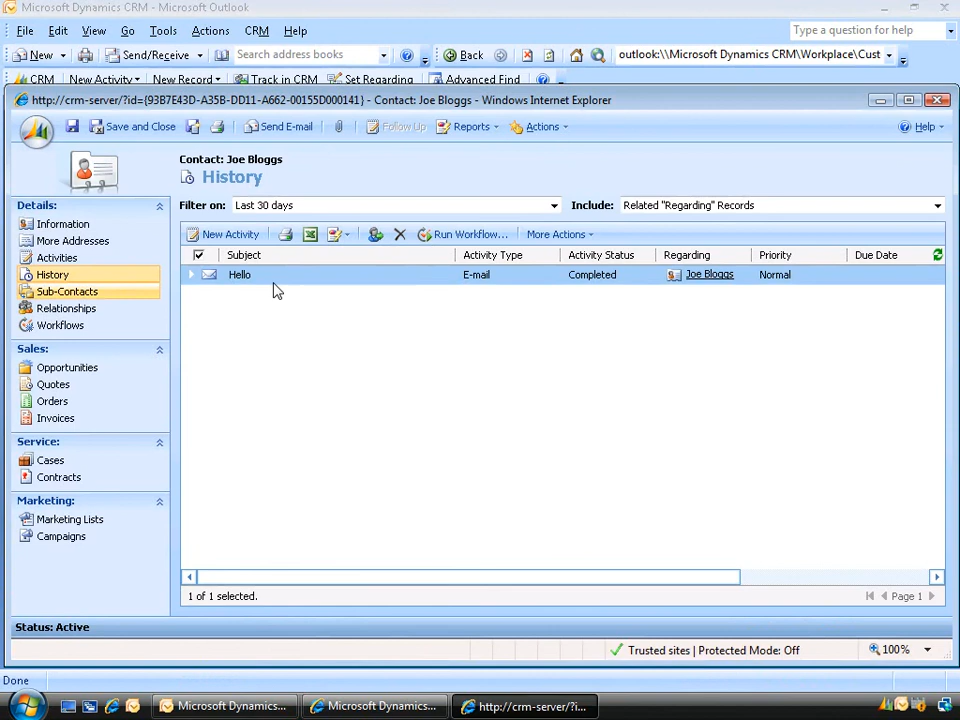 Microsoft Dynamics CRM - Microsoft Outlook
File Edit View Go Tools Actions CRM Help
Type a question for help
New Send/Receive Search address books Back outlook:\\Microsoft Dynamics CRM\Workplace\Cust
CRM New Activity New Record Track in CRM Set Regarding Advanced Find
http://crm-server/?id={93B7E43D-A35B-DD11-A662-00155D000141} - Contact: Joe Bloggs - Windows Internet Explorer
Save and Close Send E-mail Follow Up Reports Actions Help
Contact: Joe Bloggs
History
Details:
Information
More Addresses
Activities
History
Sub-Contacts
Relationships
Workflows
Sales:
Opportunities
Quotes
Orders
Invoices
Service:
Cases
Contracts
Marketing:
Marketing Lists
Campaigns
Filter on: Last 30 days Include: Related "Regarding" Records
New Activity Run Workflow... More Actions
Subject Activity Type Activity Status Regarding Priority Due Date
Hello E-mail Completed Joe Bloggs Normal
1 of 1 selected. Page 1
Status: Active
Trusted sites | Protected Mode: Off 100%
Done
Microsoft Dynamics... Microsoft Dynamics... http://crm-server/?i...